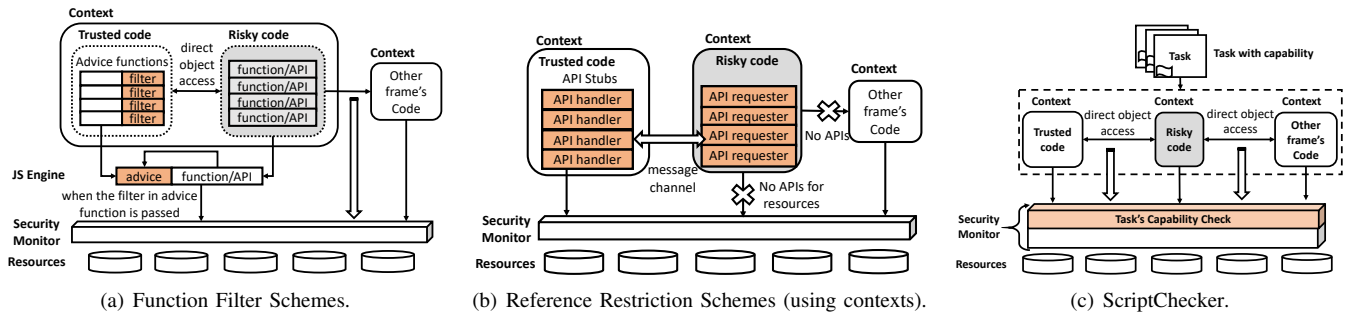 Context
Trusted code
Risky code
Advice functions
direct
object
access
filter
filter
filter
filter
function/API
function/API
function/API
function/API
Context
Other
frame's
Code
JS Engine
advice
function/API
when the filter in advice
function is passed
Security
Monitor
Resources
(a) Function Filter Schemes.
Context
Trusted code
API Stubs
API handler
API handler
API handler
API handler
Context
Risky code
API requester
API requester
API requester
API requester
Context
Other
frame's
Code
No APIs
message
channel
No APIs for
resources
Security
Monitor
Resources
(b) Reference Restriction Schemes (using contexts).
Task
Task with capability
Context
Trusted
code
direct object
access
Context
Risky
code
direct object
access
Context
Other
frame's
Code
Security
Monitor
Task's Capability Check
Resources
(c) ScriptChecker.